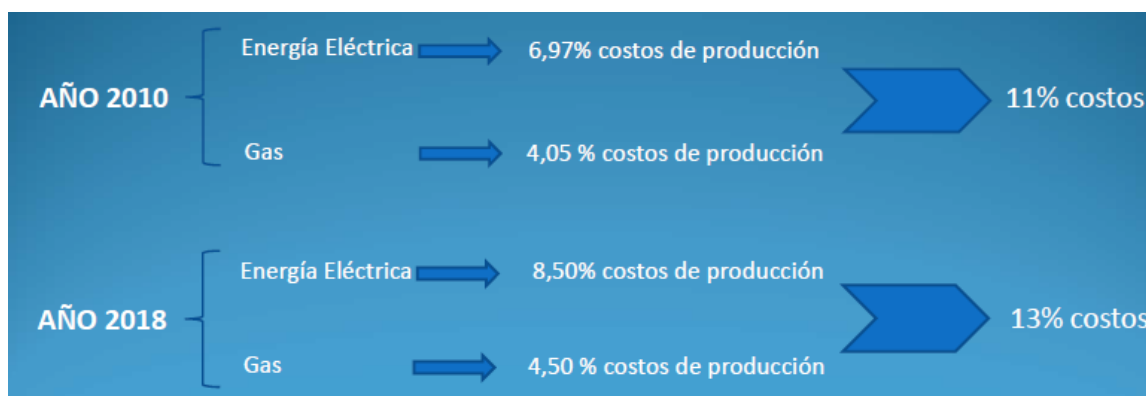 Energía Eléctrica 6,97% costos de producción
AÑO 2010 11% costos
Gas 4,05 % costos de producción
Energía Eléctrica 8,50% costos de producción
AÑO 2018 13% costos
Gas 4,50 % costos de producción